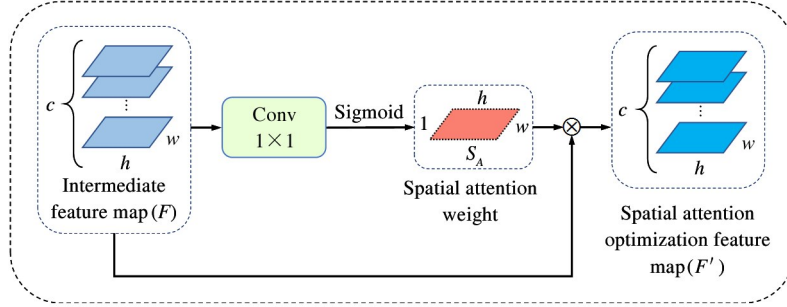 c
⋮
w
h
Intermediate
feature map (F)
Conv
1×1
Sigmoid
h
1
w
S_A
Spatial attention
weight
⊗
c
⋮
w
h
Spatial attention
optimization feature
map(F')